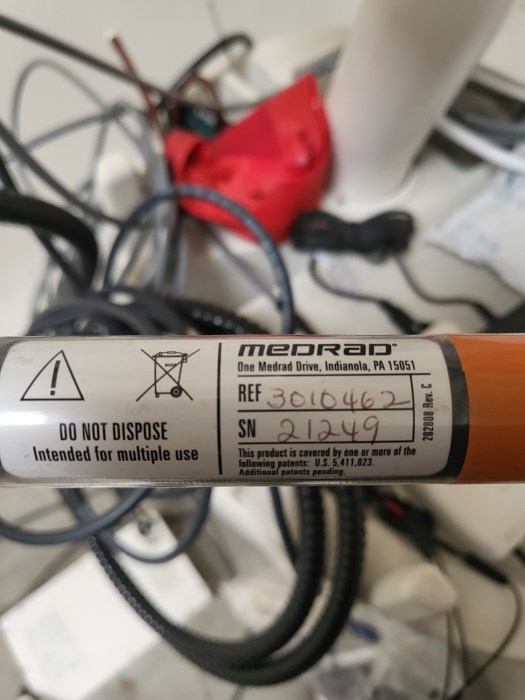 DO NOT DISPOSE
Intended for multiple use
MEDRAD®
One Medrad Drive, Indianola, PA 15051
REF 3010462
SN 21249
This product is covered by one or more of the
following patents: U.S. 5,411,023.
Additional patents pending.
202808 Rev. C